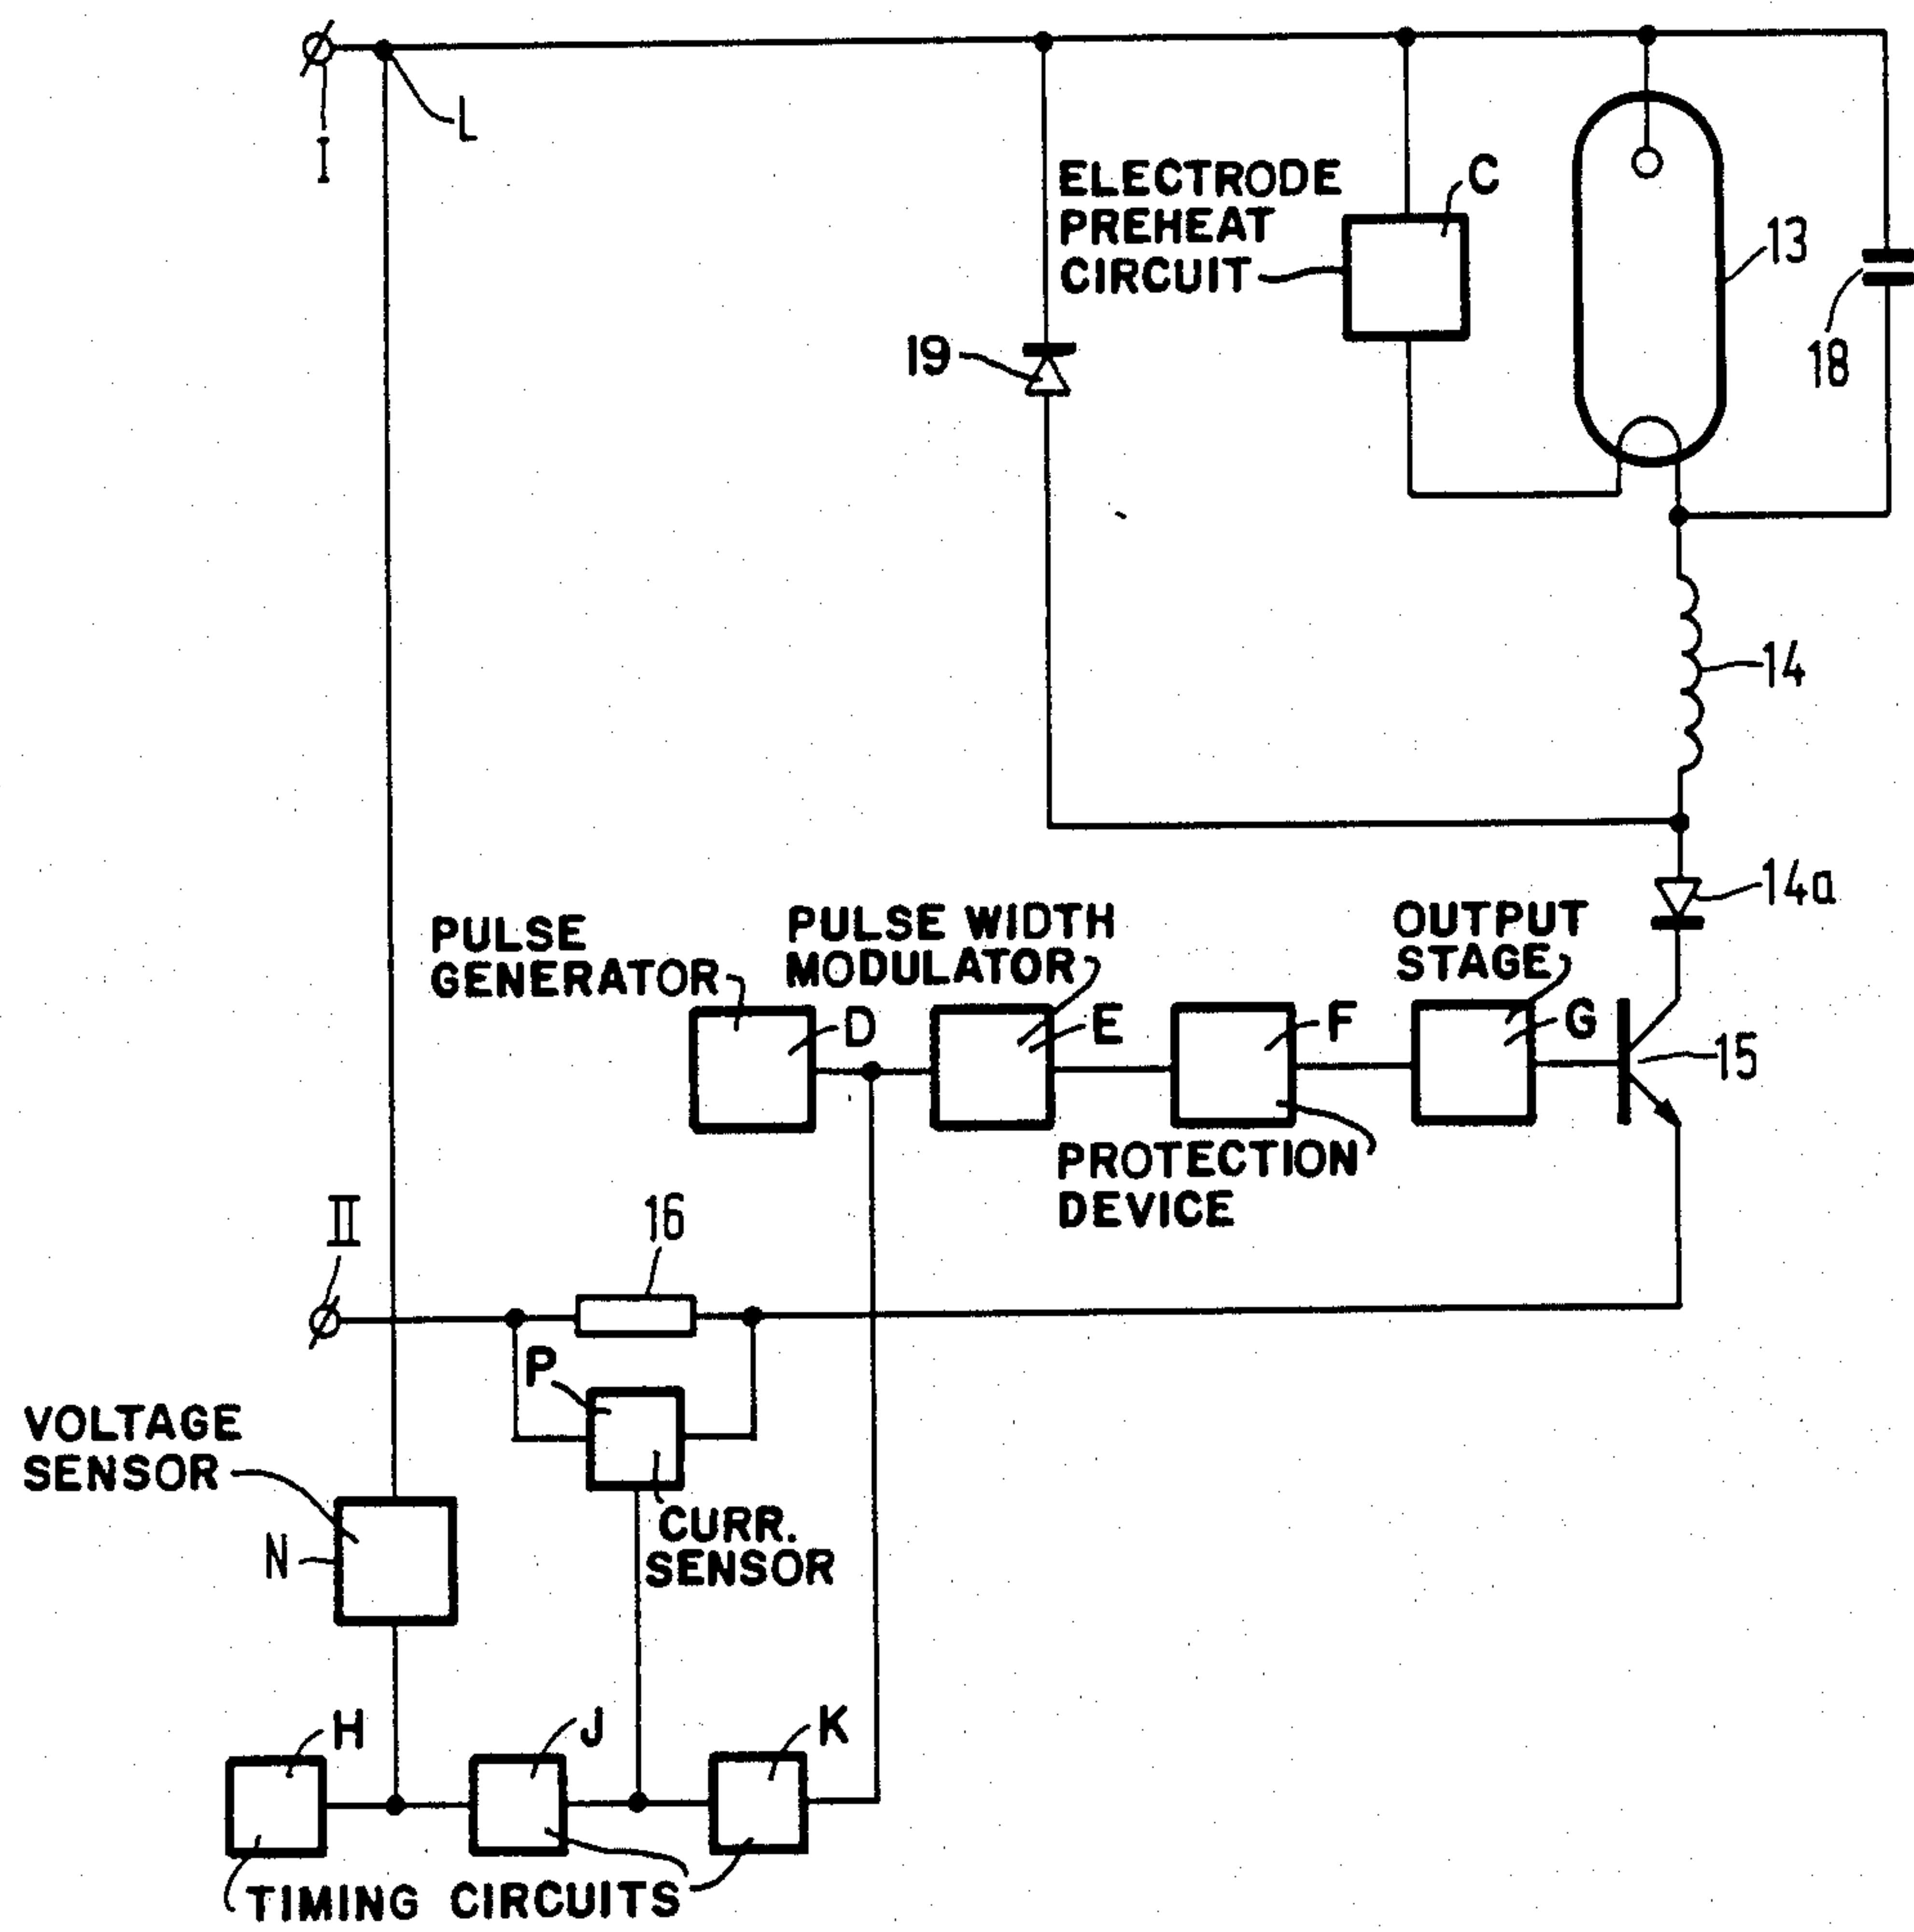 I
L
ELECTRODE
PREHEAT
CIRCUIT
C
13
18
19
14
14a
PULSE
GENERATOR
PULSE WIDTH
MODULATOR
OUTPUT
STAGE
D
E
F
G
15
PROTECTION
DEVICE
II
16
P
VOLTAGE
SENSOR
CURR.
SENSOR
N
H
J
K
TIMING CIRCUITS